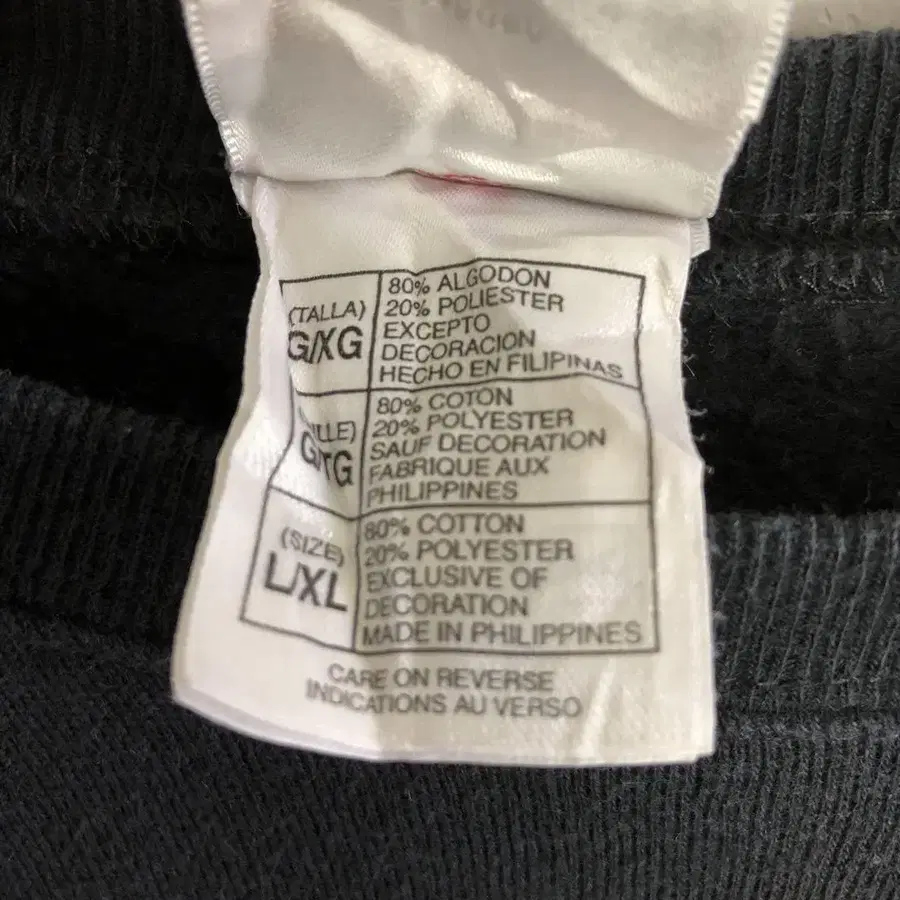 (TALLA)
G/XG
80% ALGODON
20% POLIESTER
EXCEPTO
DECORACION
HECHO EN FILIPINAS
G/TG
80% COTON
20% POLYESTER
SAUF DECORATION
FABRIQUE AUX
PHILIPPINES
(SIZE)
L/XL
80% COTTON
20% POLYESTER
EXCLUSIVE OF
DECORATION
MADE IN PHILIPPINES
CARE ON REVERSE
INDICATIONS AU VERSO